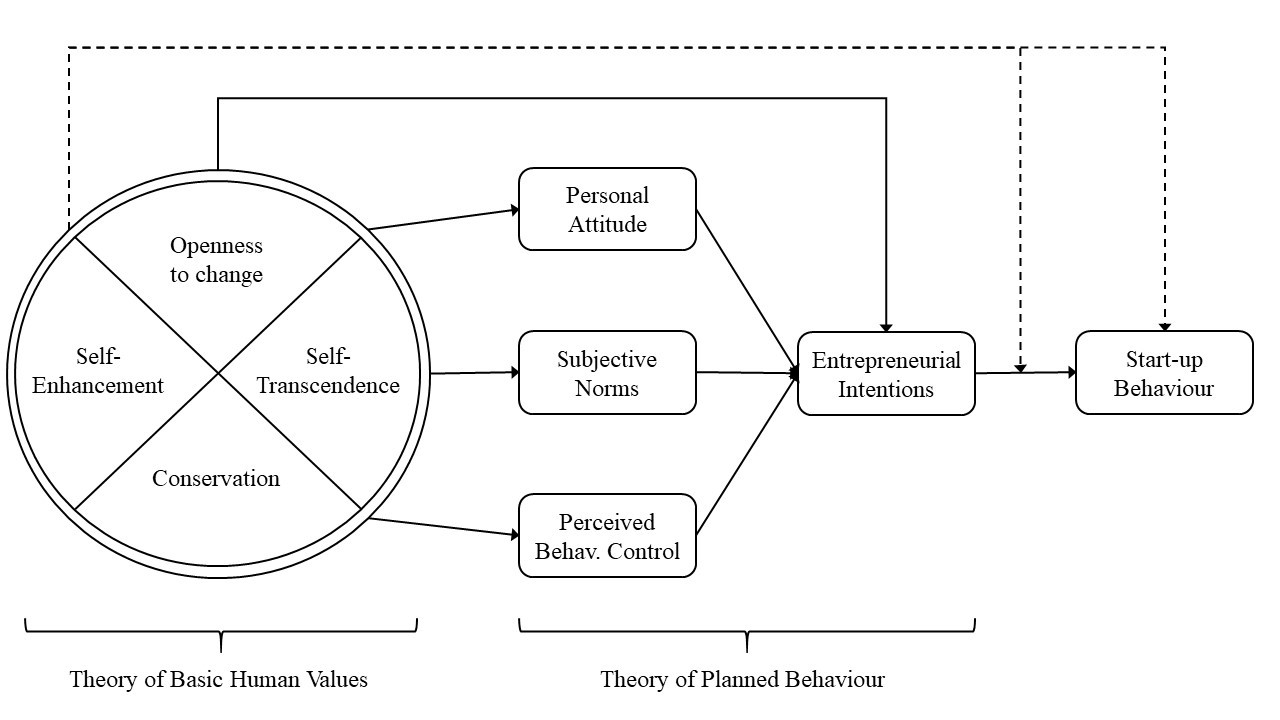 Openness
to change
Self-
Enhancement
Self-
Transcendence
Conservation
Personal
Attitude
Subjective
Norms
Perceived
Behav. Control
Entrepreneurial
Intentions
Start-up
Behaviour
Theory of Basic Human Values
Theory of Planned Behaviour